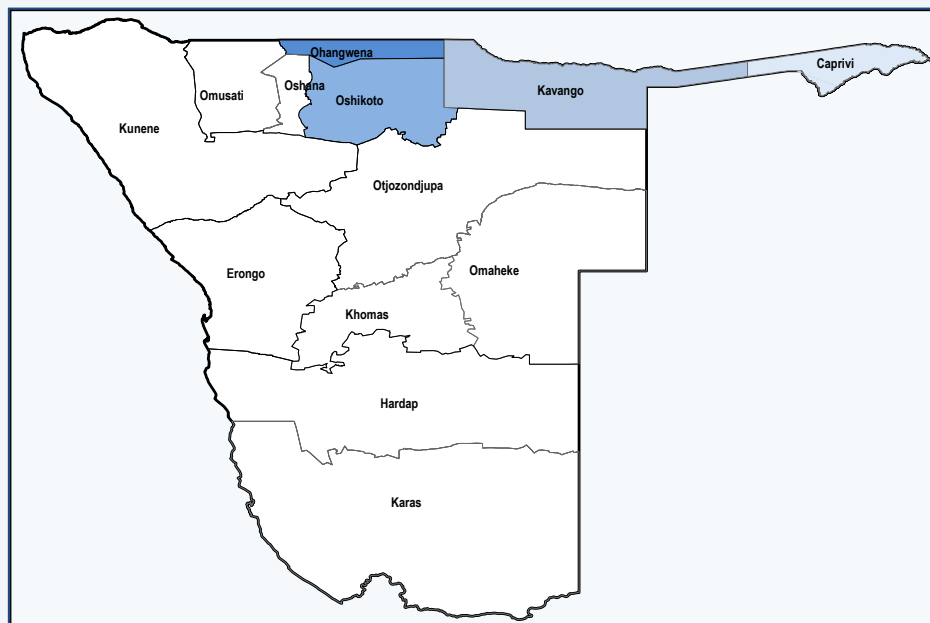 Ohangwena
Caprivi
Oshana
Kavango
Omusati
Oshikoto
Kunene
Otjozondjupa
Omaheke
Erongo
Khomas
Hardap
Karas